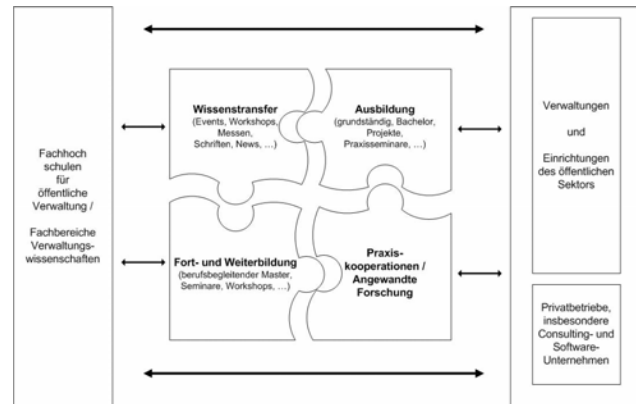 Fachhoch
schulen
für
öffentliche
Verwaltung /
Fachbereiche
Verwaltungs-
wissenschaften
Wissenstransfer
(Events, Workshops,
Messen,
Schriften, News, …)
Ausbildung
(grundständig, Bachelor,
Projekte,
Praxisseminare, …)
Fort- und Weiterbildung
(berufsbegleitender Master,
Seminare, Workshops, …)
Praxis-
kooperationen /
Angewandte
Forschung
Verwaltungen
und
Einrichtungen
des öffentlichen
Sektors
Privatbetriebe,
insbesondere
Consulting- und
Software-
Unternehmen